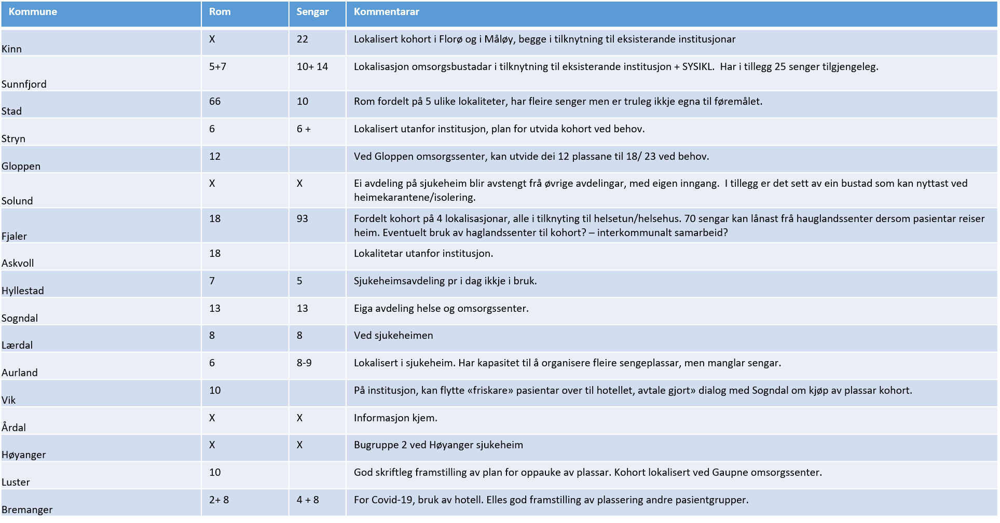 Kommune Rom Sengar Kommentarar
Kinn X 22 Lokalisert kohort i Florø og i Måløy, begge i tilknytning til eksisterande institusjonar
Sunnfjord 5+7 10+ 14 Lokalisasjon omsorgsbustadar i tilknytning til eksisterande institusjon + SYSIKL.  Har i tillegg 25 senger tilgjengeleg.
Stad 66 10 Rom fordelt på 5 ulike lokaliteter, har fleire senger men er truleg ikkje egna til føremålet.
Stryn 6 6 + Lokalisert utanfor institusjon, plan for utvida kohort ved behov.
Gloppen 12 Ved Gloppen omsorgssenter, kan utvide dei 12 plassane til 18/ 23 ved behov.
Solund X X Ei avdeling på sjukeheim blir avstengt frå øvrige avdelingar, med eigen inngang.  I tillegg er det sett av ein bustad som kan nyttast ved
heimekarantene/isolering.
Fjaler 18 93 Fordelt kohort på 4 lokalisasjonar, alle i tilknyting til helsetun/helsehus. 70 sengar kan lånast frå hauglandssenter dersom pasientar reiser
heim. Eventuelt bruk av haglandssenter til kohort? – interkommunalt samarbeid?
Askvoll 18 Lokalitetar utanfor institusjon.
Hyllestad 7 5 Sjukeheimsavdeling pr i dag ikkje i bruk.
Sogndal 13 13 Eiga avdeling helse og omsorgssenter.
Lærdal 8 8 Ved sjukeheimen
Aurland 6 8-9 Lokalisert i sjukeheim. Har kapasitet til å organisere fleire sengeplassar, men manglar sengar.
Vik 10 På institusjon, kan flytte «friskare» pasientar over til hotellet, avtale gjort» dialog med Sogndal om kjøp av plassar kohort.
Årdal X X Informasjon kjem.
Høyanger X X Bugruppe 2 ved Høyanger sjukeheim
Luster 10 God skriftleg framstilling av plan for oppauke av plassar. Kohort lokalisert ved Gaupne omsorgssenter.
Bremanger 2+ 8 4 + 8 For Covid-19, bruk av hotell. Elles god framstilling av plassering andre pasientgrupper.